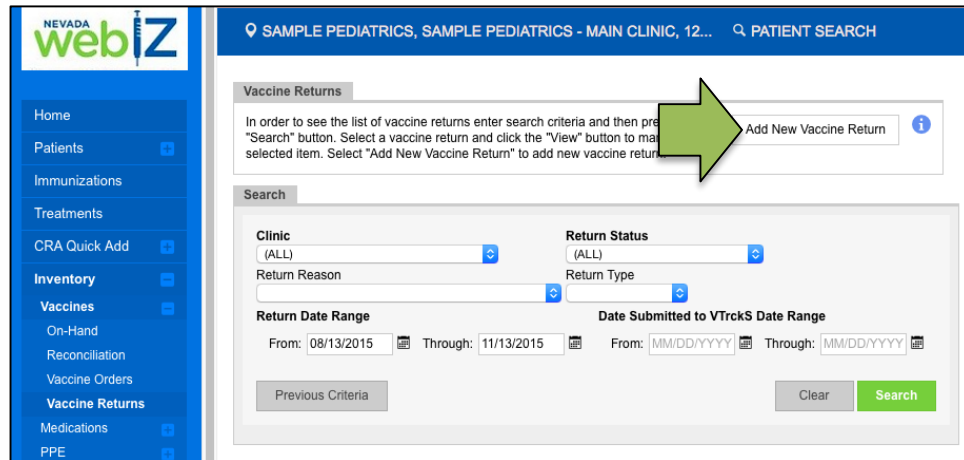 NEVADA
webIZ
SAMPLE PEDIATRICS, SAMPLE PEDIATRICS - MAIN CLINIC, 12... PATIENT SEARCH
Home
Patients
Immunizations
Treatments
CRA Quick Add
Inventory
Vaccines
On-Hand
Reconciliation
Vaccine Orders
Vaccine Returns
Medications
PPE
Vaccine Returns
In order to see the list of vaccine returns enter search criteria and then
"Search" button. Select a vaccine return and click the "View" button to
selected item. Select "Add New Vaccine Return" to add new vaccine
Add New Vaccine Return
Search
Clinic
(ALL)
Return Status
(ALL)
Return Reason
Return Type
Return Date Range
From: 08/13/2015 Through: 11/13/2015
Date Submitted to VTrckS Date Range
From: MM/DD/YYYY Through: MM/DD/YYYY
Previous Criteria
Clear
Search